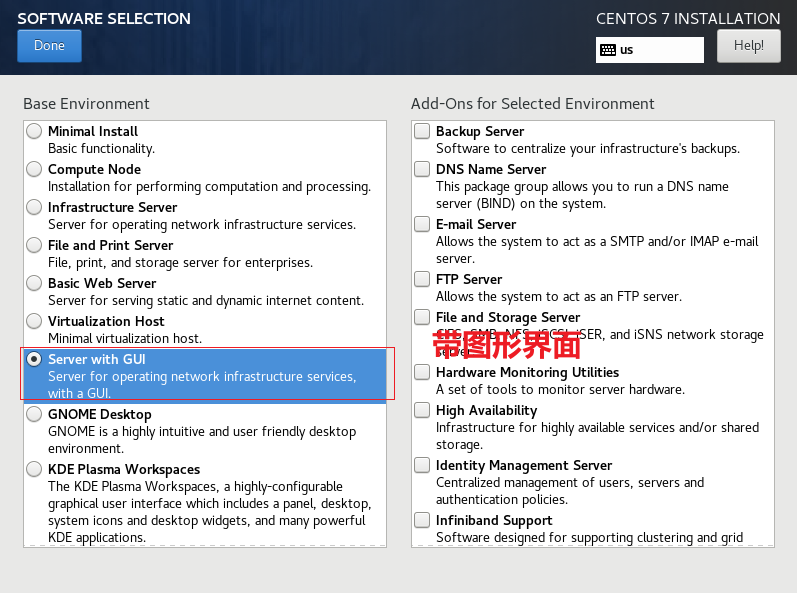 SOFTWARE SELECTION
CENTOS 7 INSTALLATION
Done
us
Help!
Base Environment
Minimal Install
Basic functionality.
Compute Node
Installation for performing computation and processing.
Infrastructure Server
Server for operating network infrastructure services.
File and Print Server
File, print, and storage server for enterprises.
Basic Web Server
Server for serving static and dynamic internet content.
Virtualization Host
Minimal virtualization host.
Server with GUI
Server for operating network infrastructure services,
with a GUI.
GNOME Desktop
GNOME is a highly intuitive and user friendly desktop
environment.
KDE Plasma Workspaces
The KDE Plasma Workspaces, a highly-configurable
graphical user interface which includes a panel, desktop,
system icons and desktop widgets, and many powerful
KDE applications.
Add-Ons for Selected Environment
Backup Server
Software to centralize your infrastructure's backups.
DNS Name Server
This package group allows you to run a DNS name
server (BIND) on the system.
E-mail Server
Allows the system to act as a SMTP and/or IMAP e-mail
server.
FTP Server
Allows the system to act as an FTP server.
File and Storage Server
CIFS, SMB, NFS, iSCSI, iSER, and iSNS network storage
server.
带图形界面
Hardware Monitoring Utilities
A set of tools to monitor server hardware.
High Availability
Infrastructure for highly available services and/or shared
storage.
Identity Management Server
Centralized management of users, servers and
authentication policies.
Infiniband Support
Software designed for supporting clustering and grid